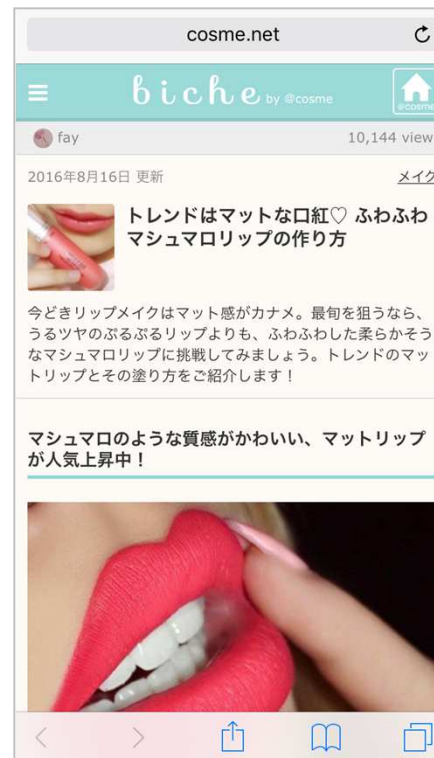 cosme.net
biche by @cosme
@cosme
fay
10,144 view
2016年8月16日 更新
メイク
トレンドはマットな口紅♡ ふわふわ
マシュマロリップの作り方
今どきリップメイクはマット感がカナメ。最旬を狙うなら、
うるツヤのぷるぷるリップよりも、ふわふわした柔らかそう
なマシュマロリップに挑戦してみましょう。トレンドのマッ
トリップとその塗り方をご紹介します！
マシュマロのような質感がかわいい、マットリップ
が人気上昇中！